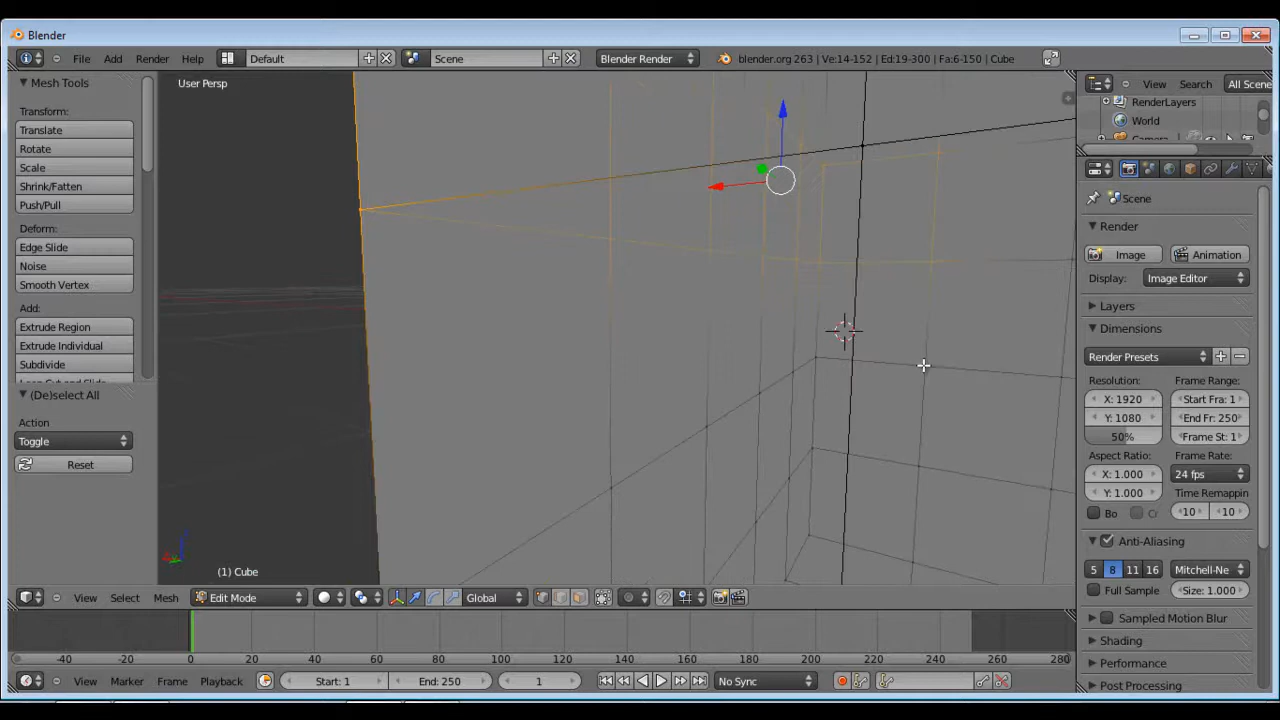 Blender
File Add Render Help Default Scene Blender Render blender.org 263 | Ve:14-152 | Ed:19-300 | Fa:6-150 | Cube
Mesh Tools
Transform:
Translate
Rotate
Scale
Shrink/Fatten
Push/Pull
Deform:
Edge Slide
Noise
Smooth Vertex
Add:
Extrude Region
Extrude Individual
Subdivide
Loop Cut and Slide
(De)select All
Action
Toggle
Reset
User Persp
(1) Cube
View Select Mesh Edit Mode Global
View Search All Scene
RenderLayers
World
Camera
Scene
Render
Image Animation
Display: Image Editor
Layers
Dimensions
Render Presets
Resolution: Frame Range:
X: 1920 Start Fra: 1
Y: 1080 End Fr: 250
50% Frame St: 1
Aspect Ratio: Frame Rate:
X: 1.000 24 fps
Y: 1.000 Time Remappin
Bo Cr 10 10
Anti-Aliasing
5 8 11 16 Mitchell-Ne
Full Sample Size: 1.000
Sampled Motion Blur
Shading
Performance
Post Processing
-40 -20 0 20 40 60 80 100 120 140 160 180 200 220 240 260 280
View Marker Frame Playback Start: 1 End: 250 1 No Sync